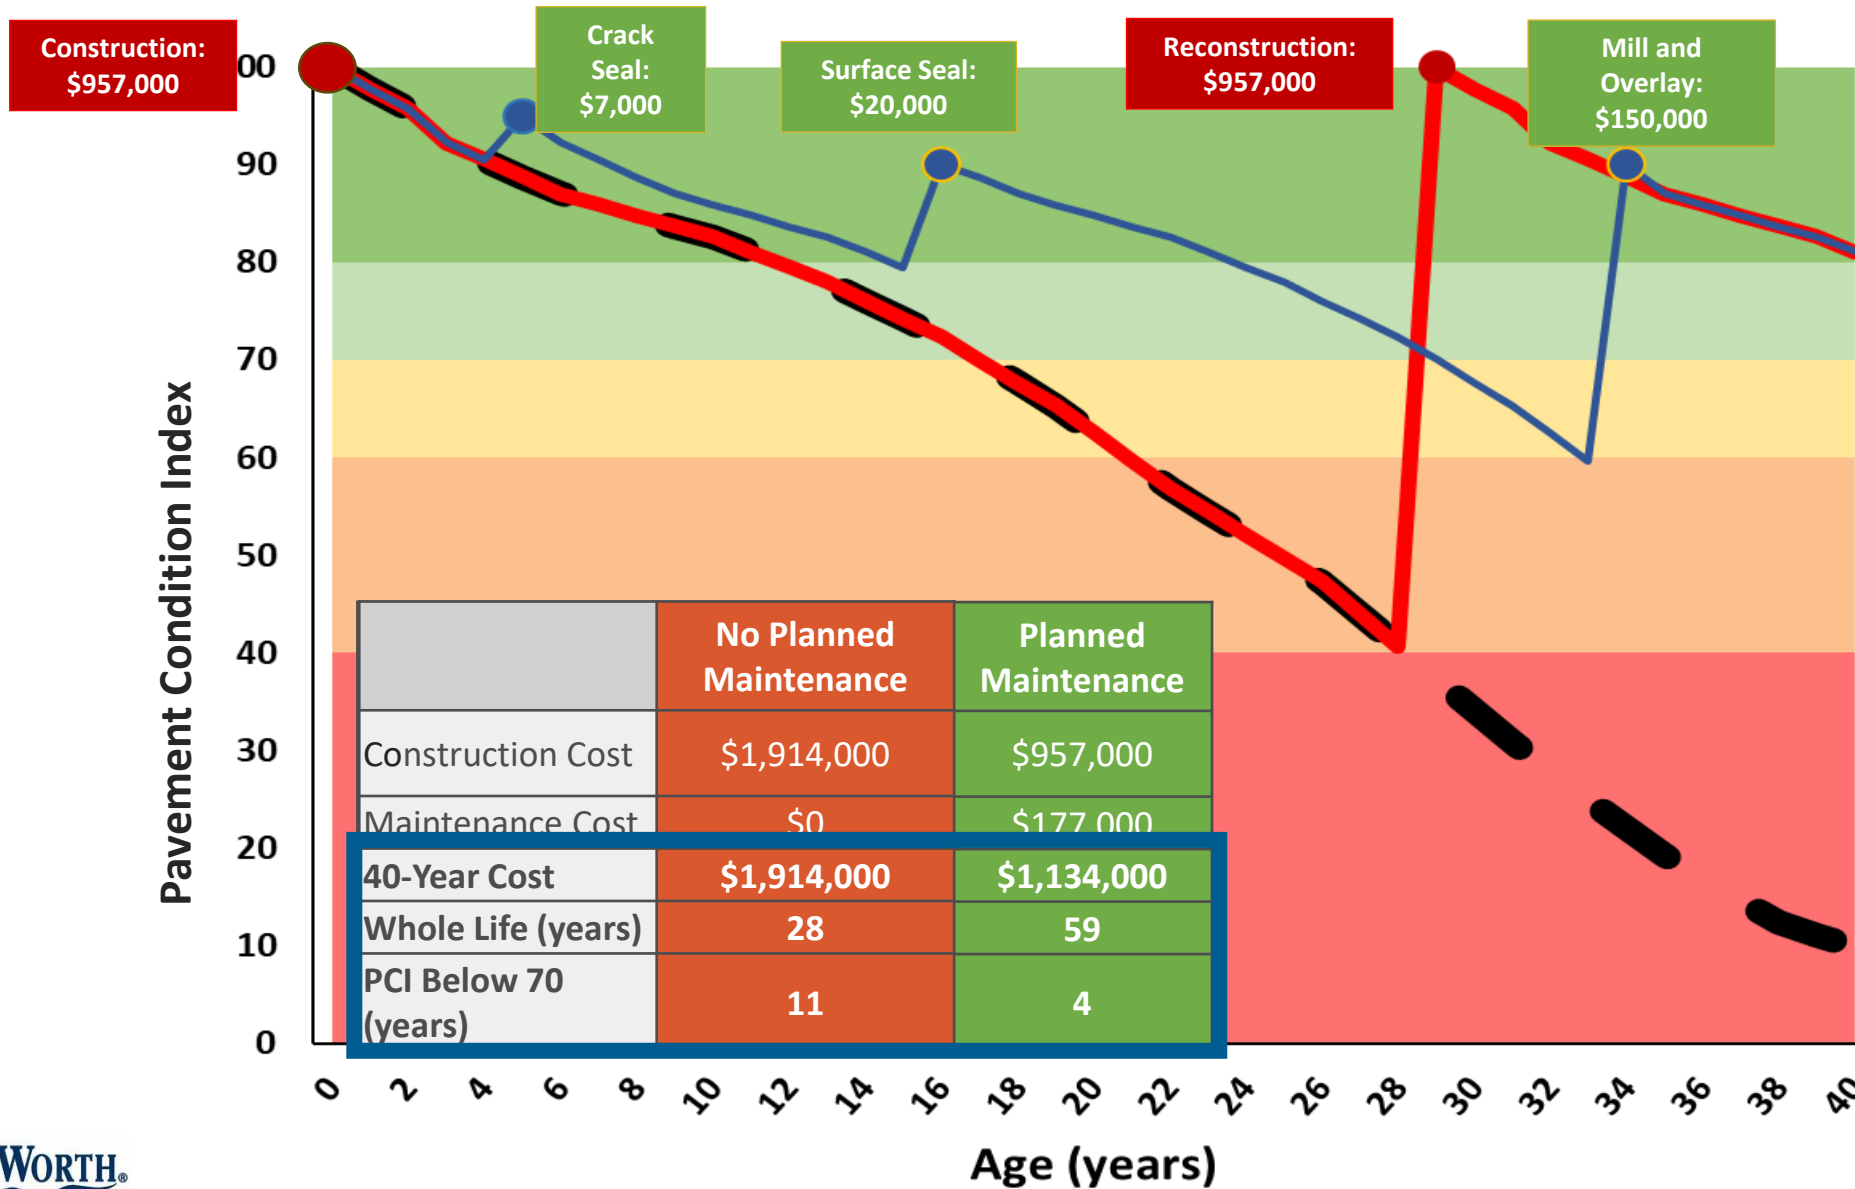 Construction:
$957,000
Crack
Seal:
$7,000
Surface Seal:
$20,000
Reconstruction:
$957,000
Mill and
Overlay:
$150,000
Pavement Condition Index
00
90
80
70
60
50
40
30
20
10
0
No Planned
Maintenance
Planned
Maintenance
Construction Cost $1,914,000 $957,000
Maintenance Cost $0 $177,000
40-Year Cost $1,914,000 $1,134,000
Whole Life (years) 28 59
PCI Below 70
(years) 11 4
0 2 4 6 8 10 12 14 16 18 20 22 24 26 28 30 32 34 36 38 40
Age (years)
WORTH®